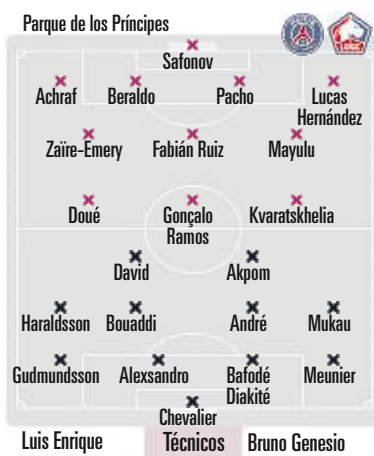 Parque de los Príncipes
Safonov
Achraf Beraldo Pacho Lucas
Hernández
Zaïre-Emery Fabián Ruiz Mayulu
Doué Gonçalo Kvaratskhelia
Ramos
David Akpom
Haraldsson Bouaddi André Mukau
Gudmundsson Alexsandro Bafodé Meunier
Diakité
Chevalier
Luis Enrique Técnicos Bruno Genesio